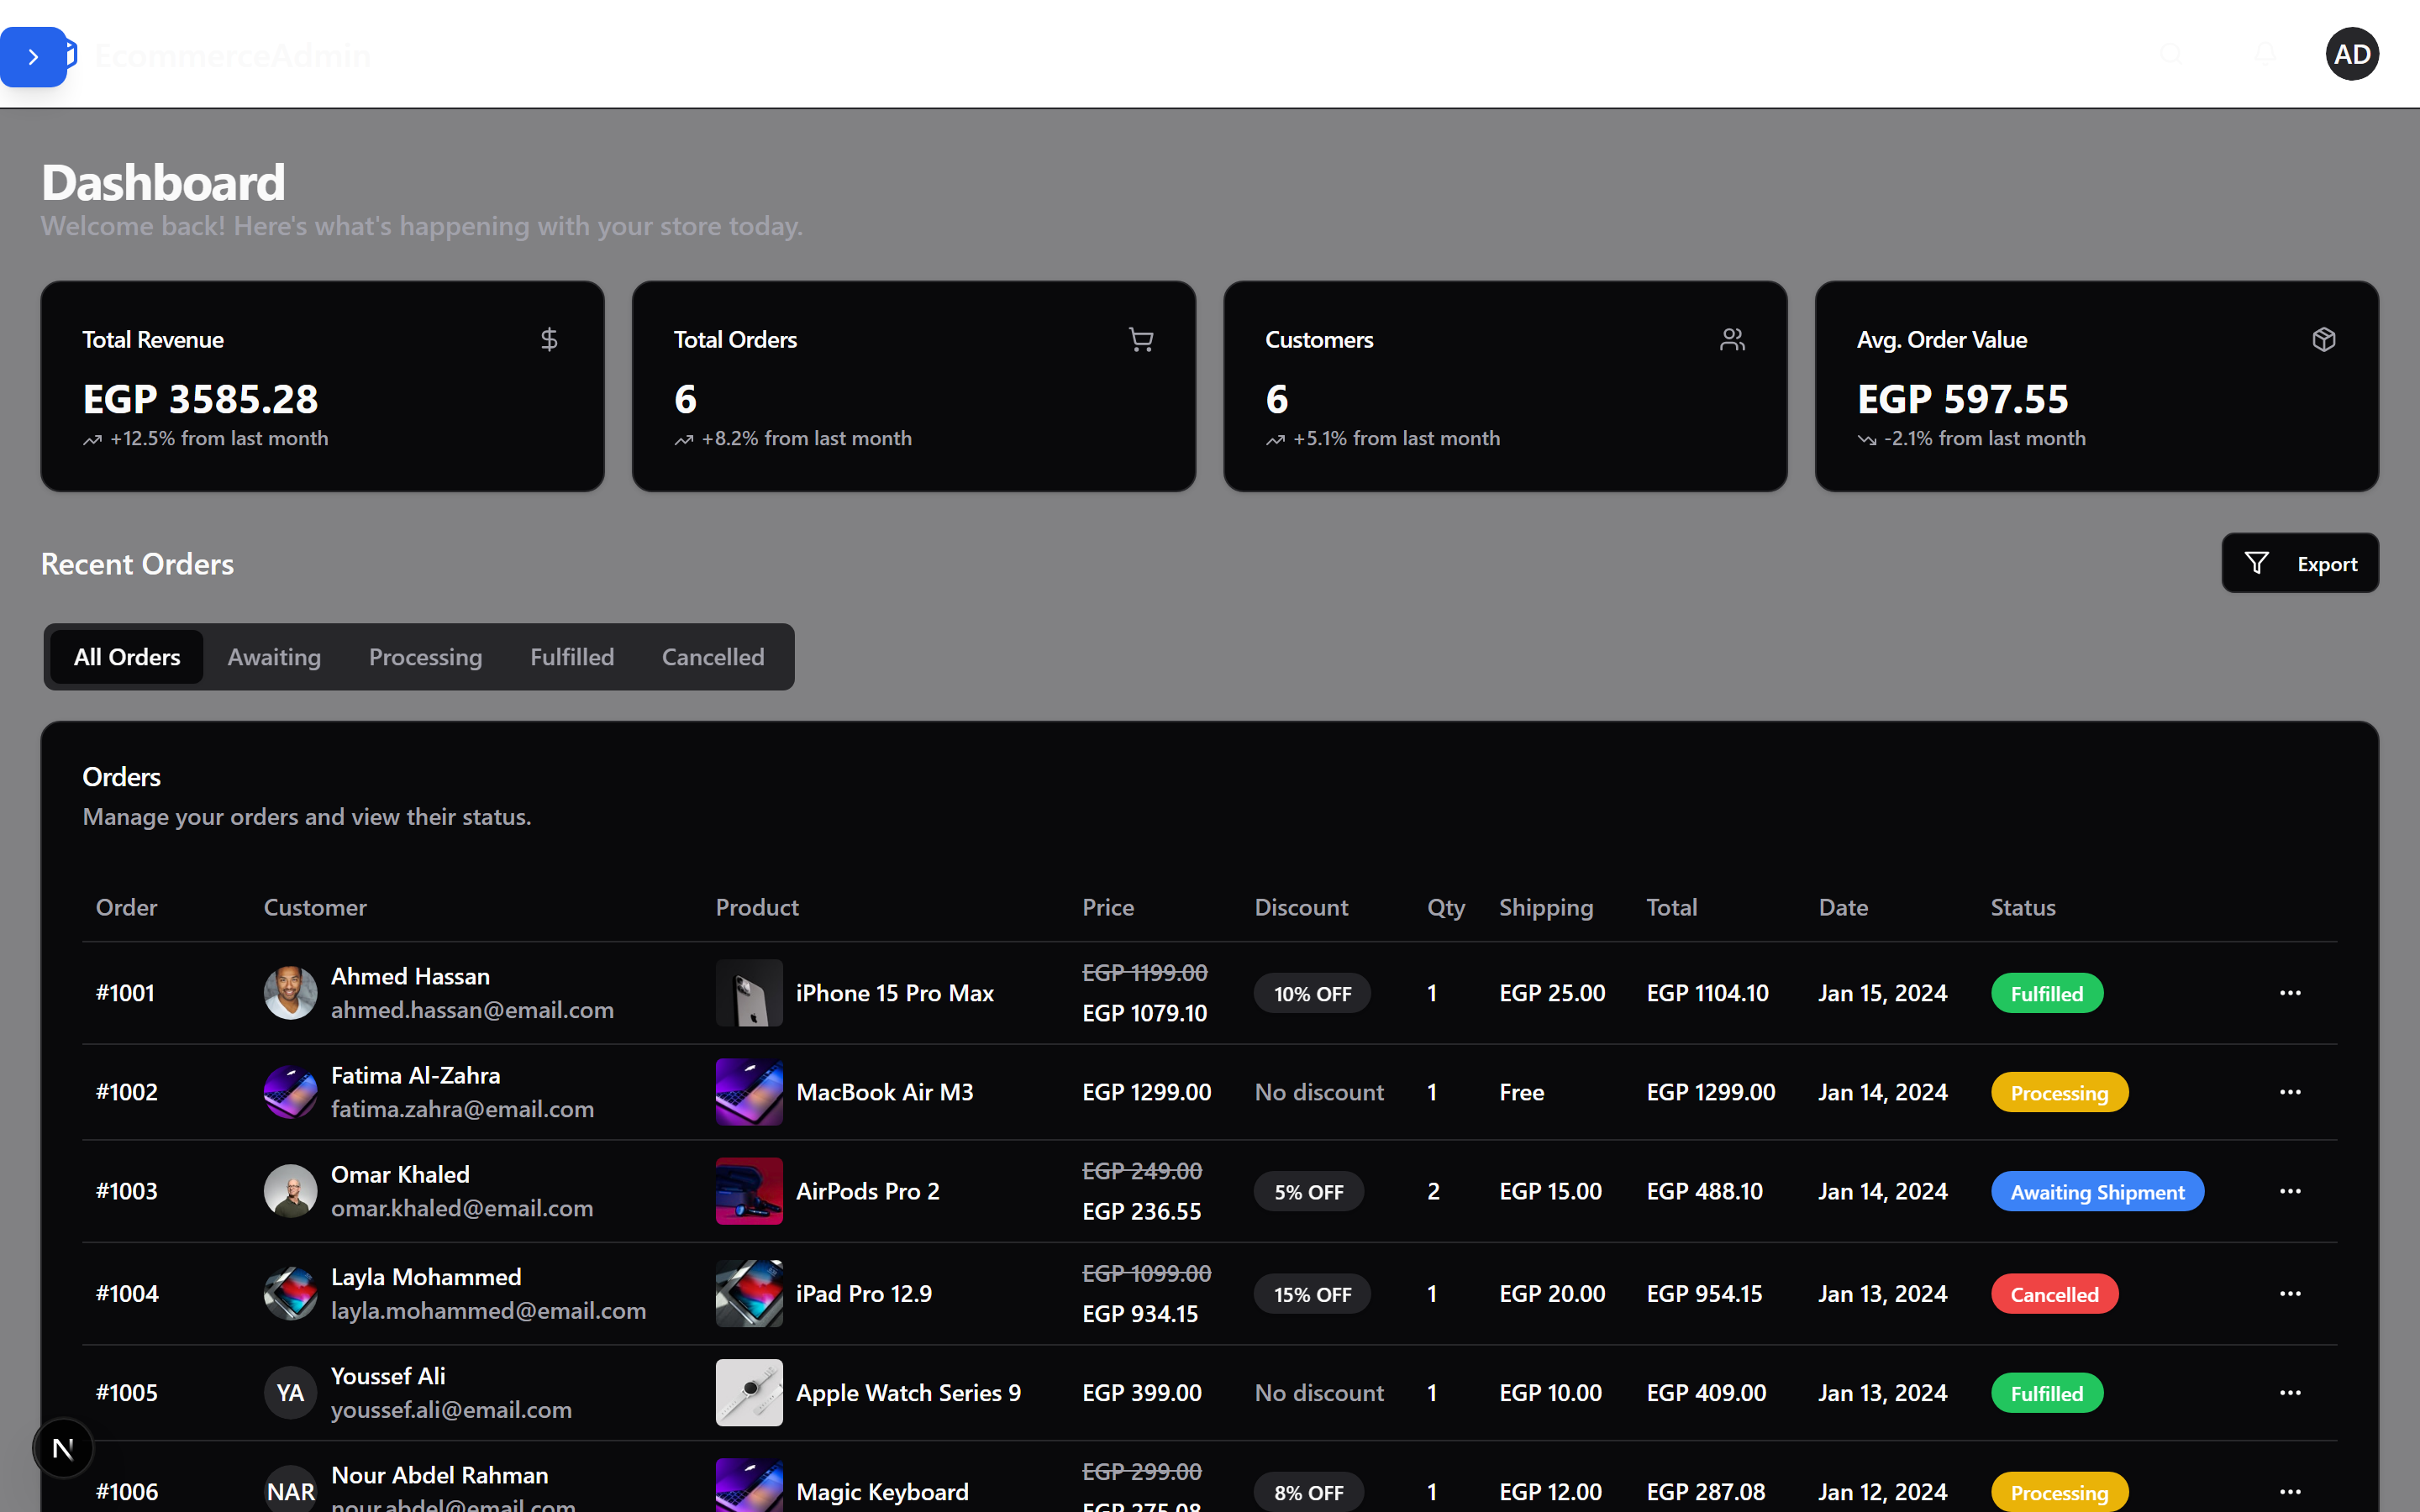 EcommerceAdmin
AD
Dashboard
Welcome back! Here's what's happening with your store today.
Total Revenue
EGP 3585.28
+12.5% from last month
Total Orders
6
+8.2% from last month
Customers
6
+5.1% from last month
Avg. Order Value
EGP 597.55
-2.1% from last month
Recent Orders
Export
All Orders Awaiting Processing Fulfilled Cancelled
Orders
Manage your orders and view their status.
Order Customer Product Price Discount Qty Shipping Total Date Status
#1001
Ahmed Hassan
ahmed.hassan@email.com
iPhone 15 Pro Max
EGP 1199.00
EGP 1079.10
10% OFF
1
EGP 25.00
EGP 1104.10
Jan 15, 2024
Fulfilled
#1002
Fatima Al-Zahra
fatima.zahra@email.com
MacBook Air M3
EGP 1299.00
No discount
1
Free
EGP 1299.00
Jan 14, 2024
Processing
#1003
Omar Khaled
omar.khaled@email.com
AirPods Pro 2
EGP 249.00
EGP 236.55
5% OFF
2
EGP 15.00
EGP 488.10
Jan 14, 2024
Awaiting Shipment
#1004
Layla Mohammed
layla.mohammed@email.com
iPad Pro 12.9
EGP 1099.00
EGP 934.15
15% OFF
1
EGP 20.00
EGP 954.15
Jan 13, 2024
Cancelled
#1005
YA
Youssef Ali
youssef.ali@email.com
Apple Watch Series 9
EGP 399.00
No discount
1
EGP 10.00
EGP 409.00
Jan 13, 2024
Fulfilled
N
#1006
NAR
Nour Abdel Rahman
nour.abdel@email.com
Magic Keyboard
EGP 299.00
EGP 275.08
8% OFF
1
EGP 12.00
EGP 287.08
Jan 12, 2024
Processing